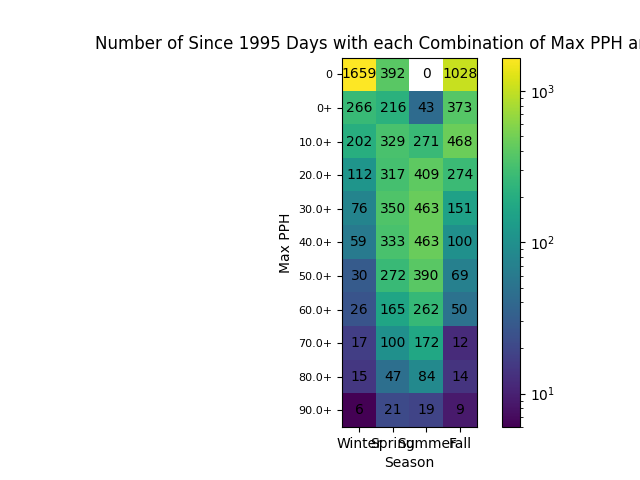 Number of Since 1995 Days with each Combination of Max PPH a
0 1659 392 0 1028
0+ 266 216 43 373
10.0+ 202 329 271 468
20.0+ 112 317 409 274
30.0+ 76 350 463 151
40.0+ 59 333 463 100
50.0+ 30 272 390 69
60.0+ 26 165 262 50
70.0+ 17 100 172 12
80.0+ 15 47 84 14
90.0+ 6 21 19 9
Winter Spring Summer Fall
Season
Max PPH
10³
10²
10¹